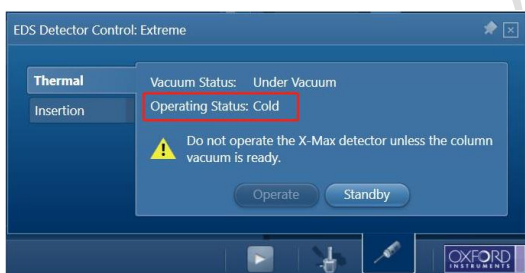 EDS Detector Control: Extreme
Thermal
Insertion
Vacuum Status: Under Vacuum
Operating Status: Cold
Do not operate the X-Max detector unless the column
vacuum is ready.
Operate
Standby
OXFORD
INSTRUMENTS